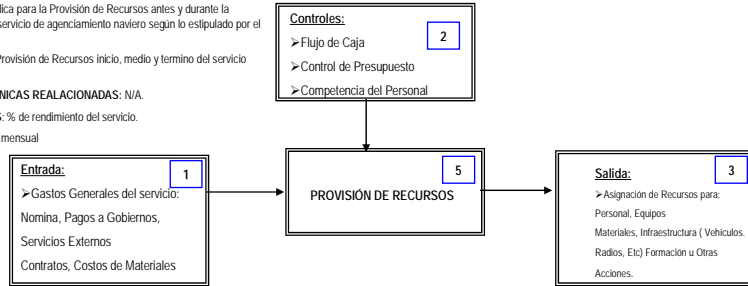 lica para la Provisión de Recursos antes y durante la
servicio de agenciamiento naviero según lo estipulado por el
Provisión de Recursos inicio, medio y termino del servicio
NICAS REALACIONADAS: N/A.
: % de rendimiento del servicio.
mensual
Controles:
2
➢Flujo de Caja
➢Control de Presupuesto
➢Competencia del Personal
Entrada:
1
➢Gastos Generales del servicio:
Nomina, Pagos a Gobiernos,
Servicios Externos
Contratos, Costos de Materiales
5
PROVISIÓN DE RECURSOS
Salida:
3
➢Asignación de Recursos para:
Personal, Equipos
Materiales, Infraestructura ( Vehículos.
Radios, Etc) Formación u Otras
Acciones.